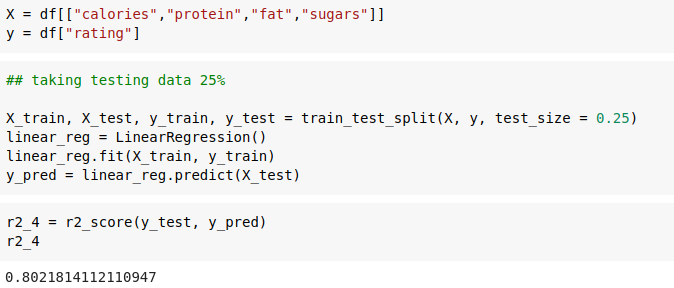 X = df[["calories","protein","fat","sugars"]]
y = df["rating"]
## taking testing data 25%
X_train, X_test, y_train, y_test = train_test_split(X, y, test_size = 0.25)
linear_reg = LinearRegression()
linear_reg.fit(X_train, y_train)
y_pred = linear_reg.predict(X_test)
r2_4 = r2_score(y_test, y_pred)
r2_4
0.8021814112110947